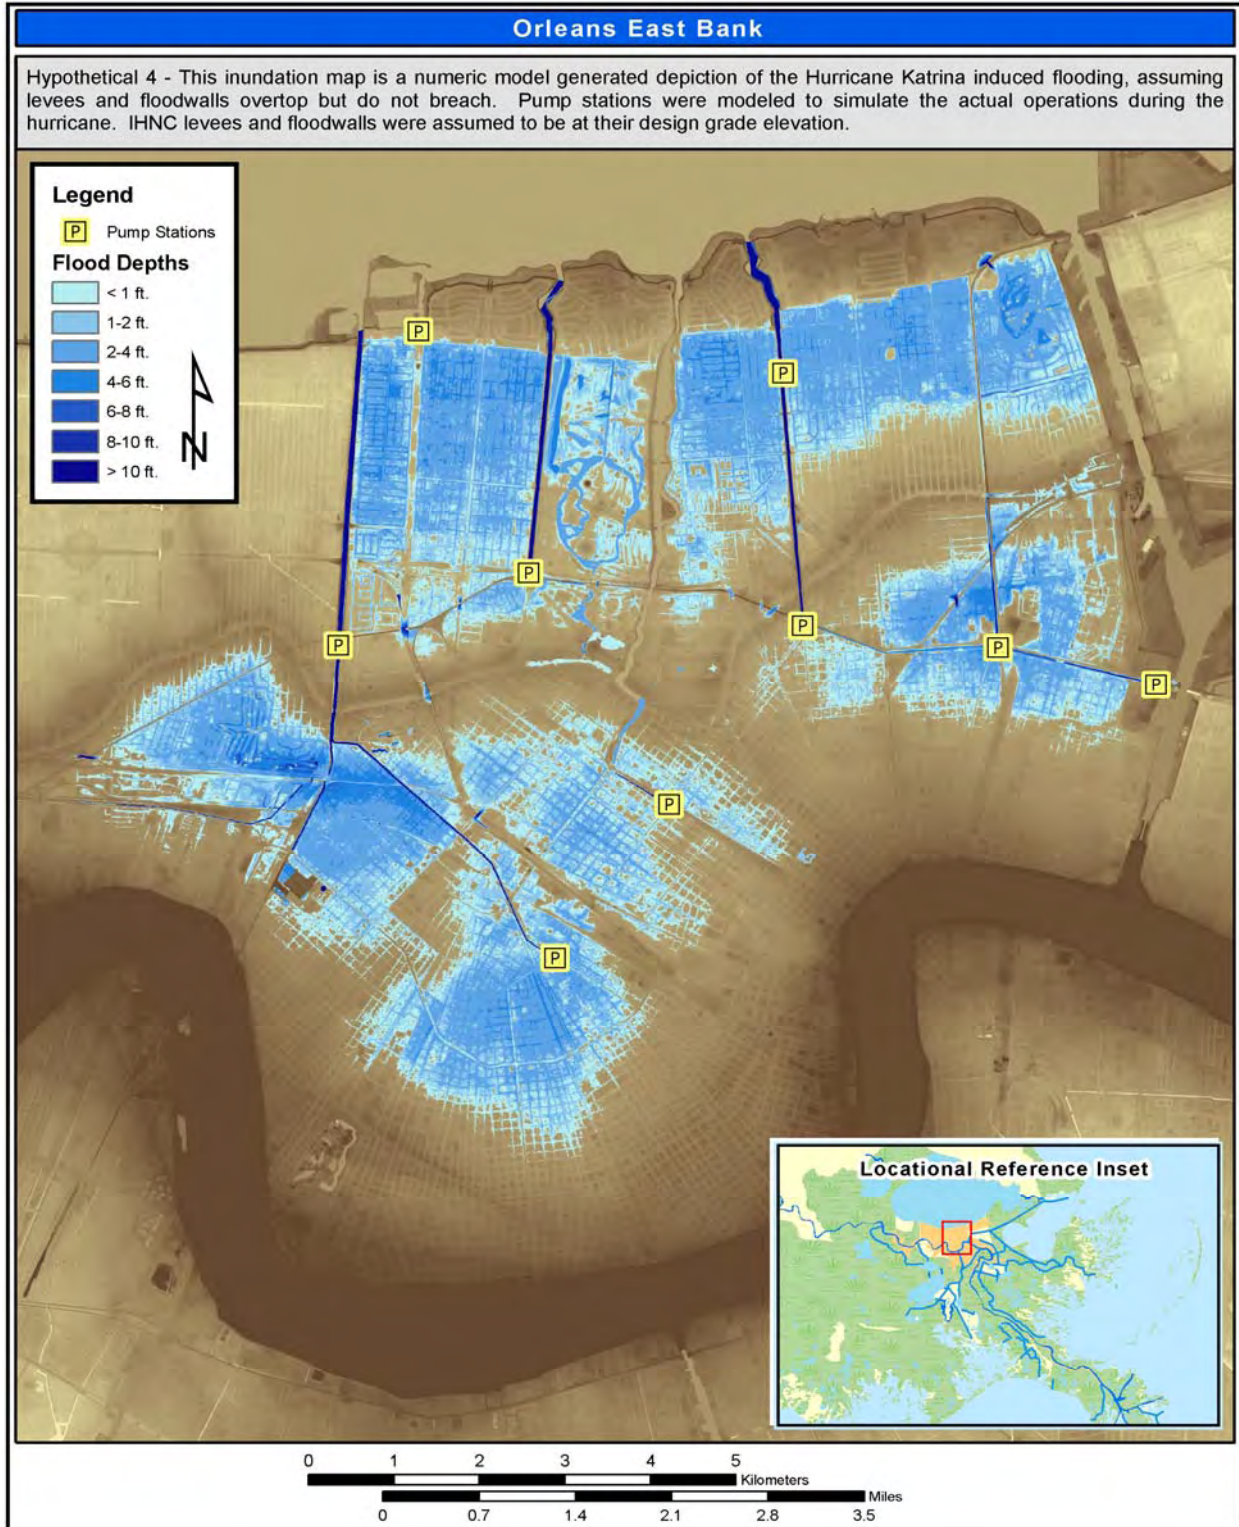 Orleans East Bank
Hypothetical 4 - This inundation map is a numeric model generated depiction of the Hurricane Katrina induced flooding, assuming
levees and floodwalls overtop but do not breach. Pump stations were modeled to simulate the actual operations during the
hurricane. IHNC levees and floodwalls were assumed to be at their design grade elevation.
Legend
P Pump Stations
Flood Depths
< 1 ft.
1-2 ft.
2-4 ft.
4-6 ft.
6-8 ft.
8-10 ft.
> 10 ft.
N
P
P
P
P
P
P
P
P
P
Locational Reference Inset
0 1 2 3 4 5
Kilometers
Miles
0 0.7 1.4 2.1 2.8 3.5